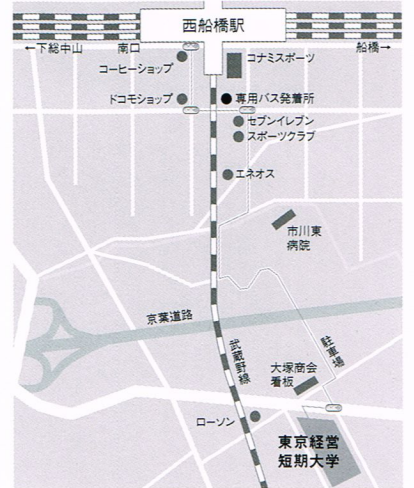 西船橋駅
←下総中山
南口
船橋→
コーヒーショップ
コナミスポーツ
ドコモショップ
専用バス発着所
セブンイレブン
スポーツクラブ
エネオス
市川東
病院
京葉道路
武蔵野線
駐車場
大塚商会
看板
ローソン
東京経営
短期大学